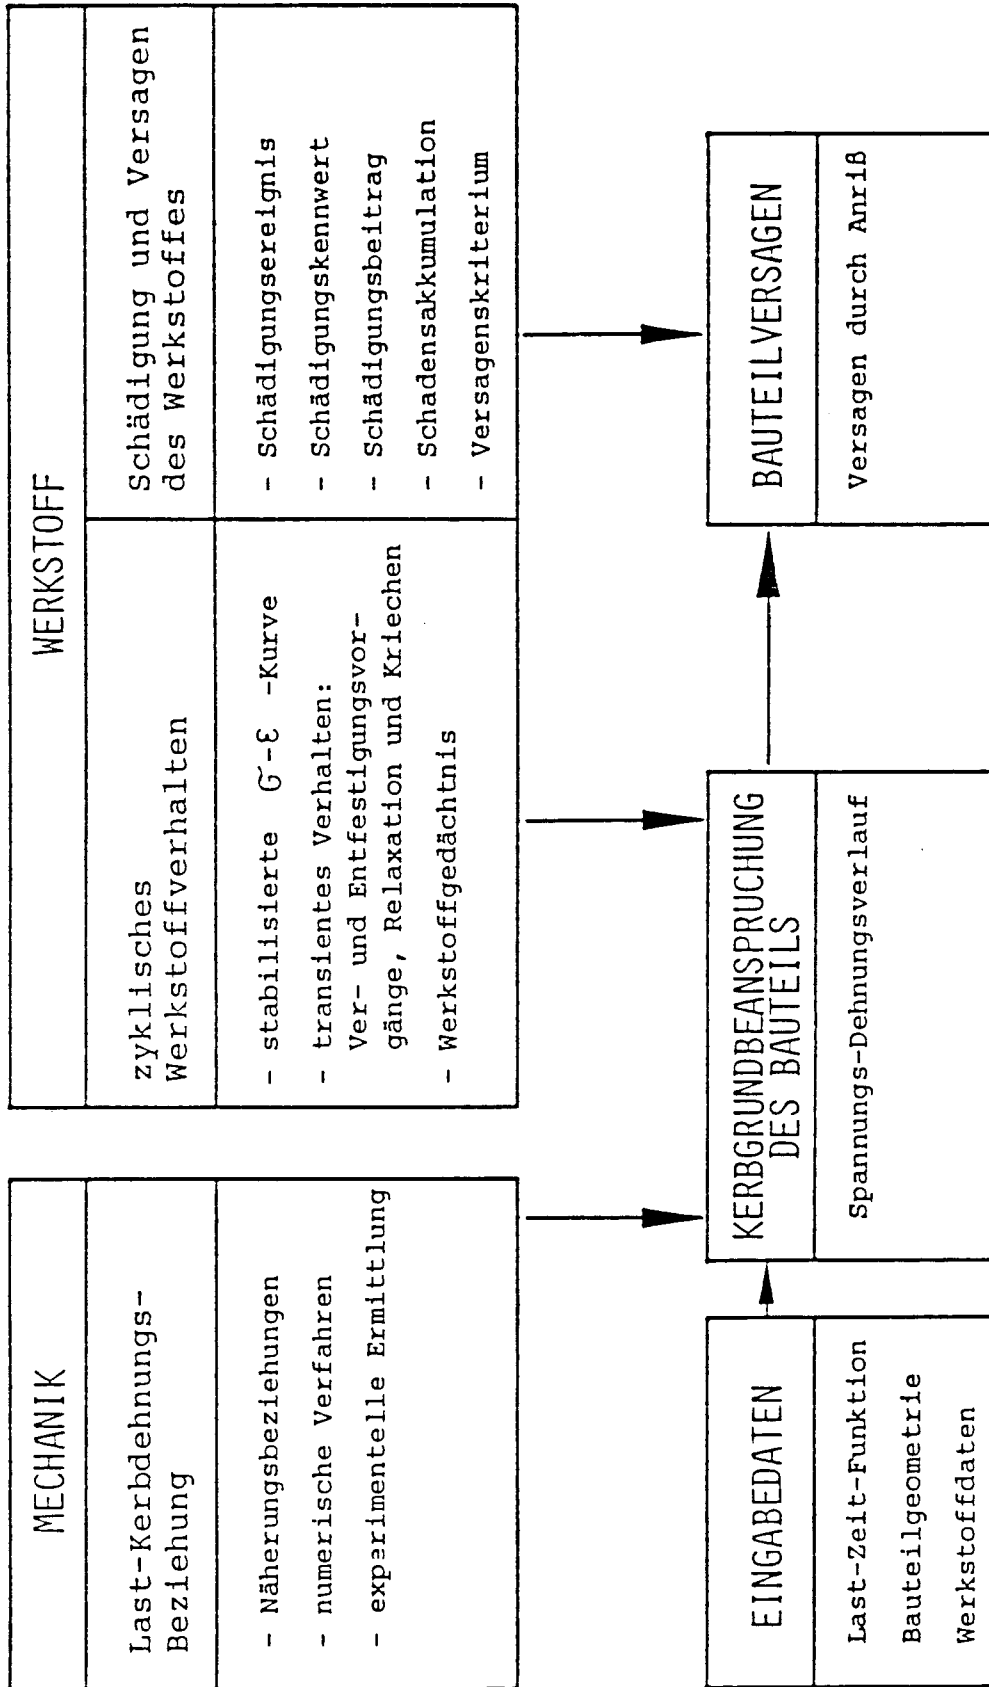 MECHANIK
Last-Kerbdehnungs-
Beziehung
- Näherungsbeziehungen
- numerische Verfahren
- experimentelle Ermittlung
WERKSTOFF
zyklisches
Werkstoffverhalten
- stabilisierte σ-ε -Kurve
- transientes Verhalten:
Ver- und Entfestigungsvor-
gänge, Relaxation und Kriechen
- Werkstoffgedächtnis
Schädigung und Versagen
des Werkstoffes
- Schädigungsereignis
- Schädigungskennwert
- Schädigungsbeitrag
- Schadensakkumulation
- Versagenskriterium
EINGABEDATEN
Last-Zeit-Funktion
Bauteilgeometrie
Werkstoffdaten
KERBGRUNDBEANSPRUCHUNG
DES BAUTEILS
Spannungs-Dehnungsverlauf
BAUTEILVERSAGEN
Versagen durch Anriß